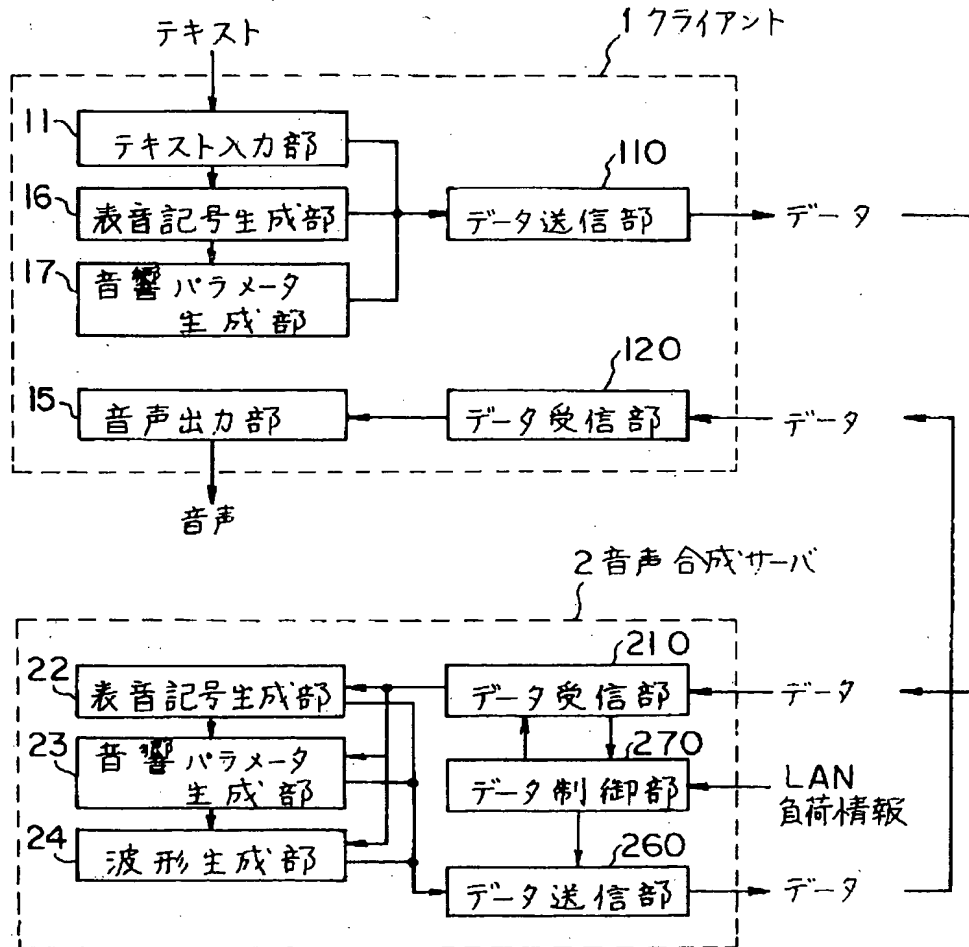 テキスト
1 クライアント
11
テキスト入力部
110
16
表音記号生成部
データ送信部
データ
17
音響パラメータ
生成部
120
15
音声出力部
データ受信部
データ
音声
2 音声合成サーバ
210
22
表音記号生成部
データ受信部
データ
23
音響パラメータ
生成部
270
データ制御部
LAN
負荷情報
24
波形生成部
260
データ送信部
データ